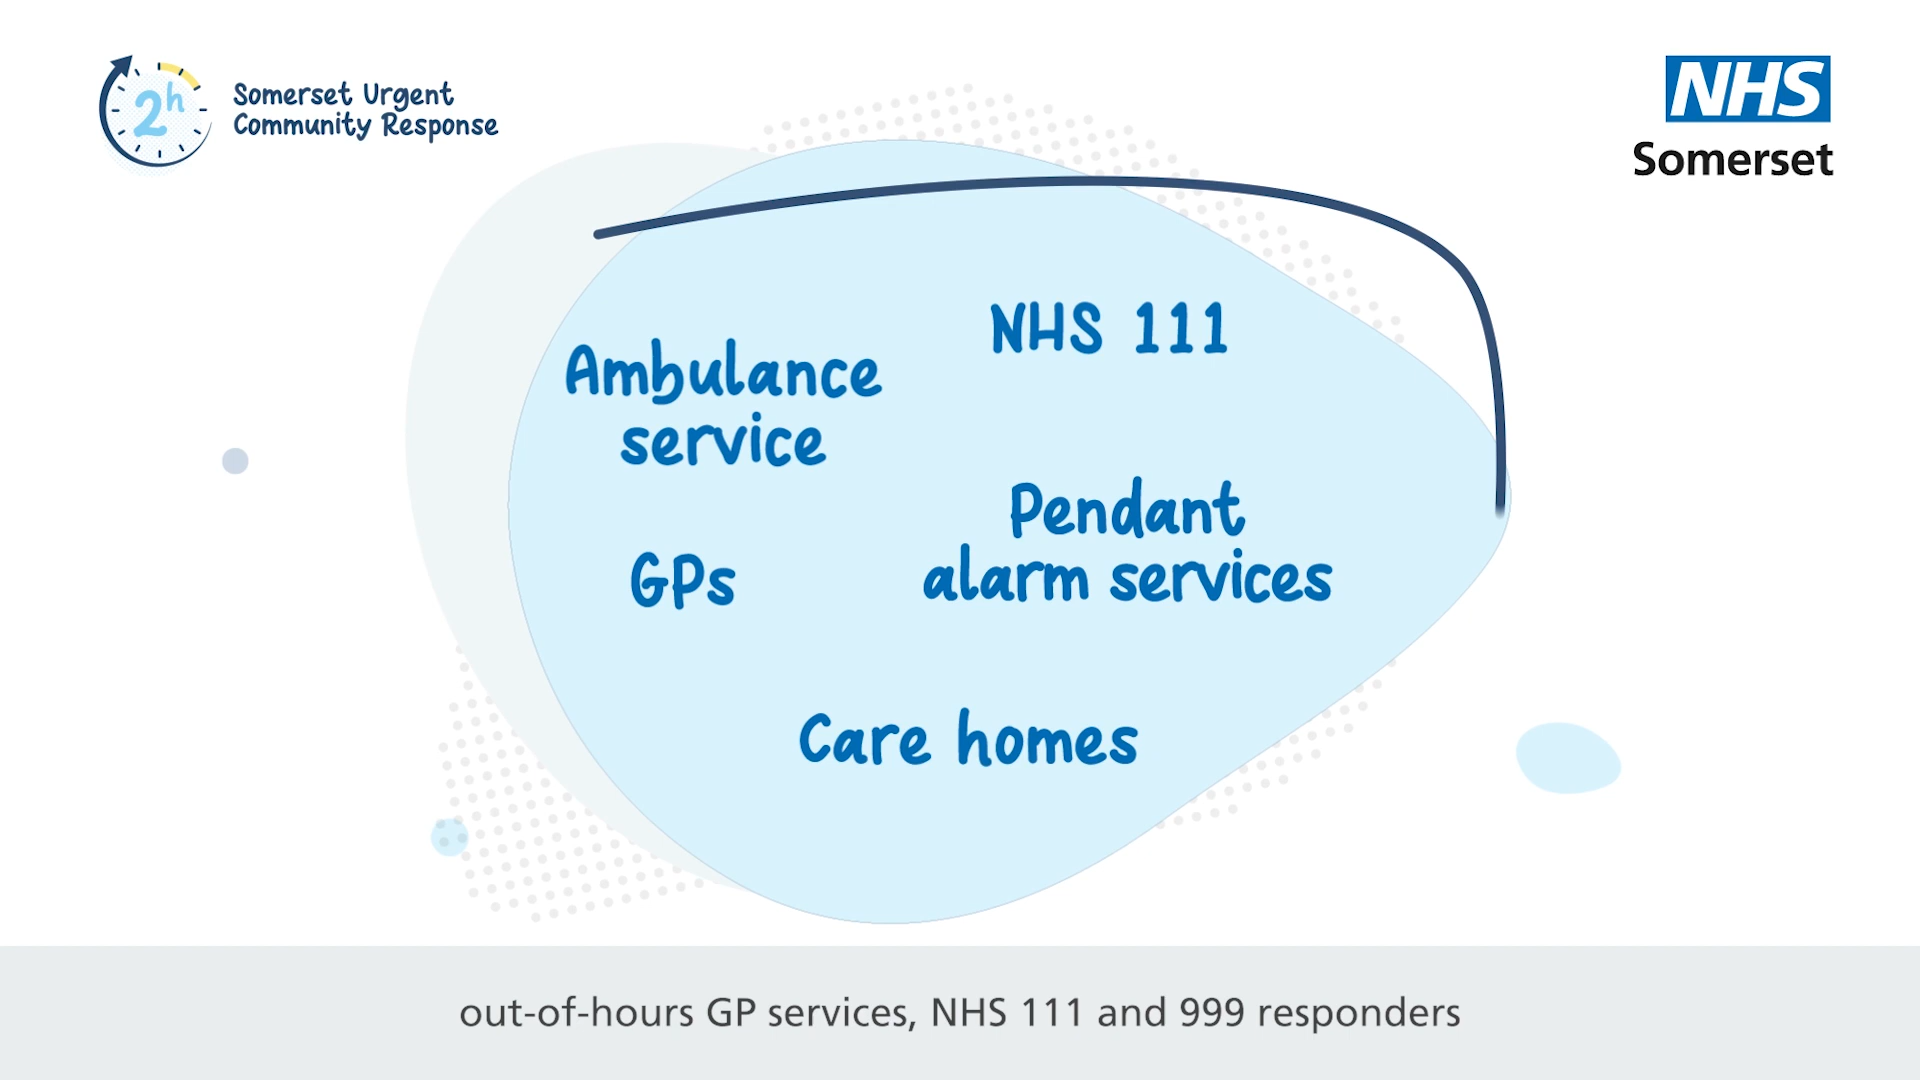 2h
Somerset Urgent
Community Response
NHS
Somerset
NHS 111
Ambulance
service
Pendant
alarm services
GPs
Care homes
out-of-hours GP services, NHS 111 and 999 responders